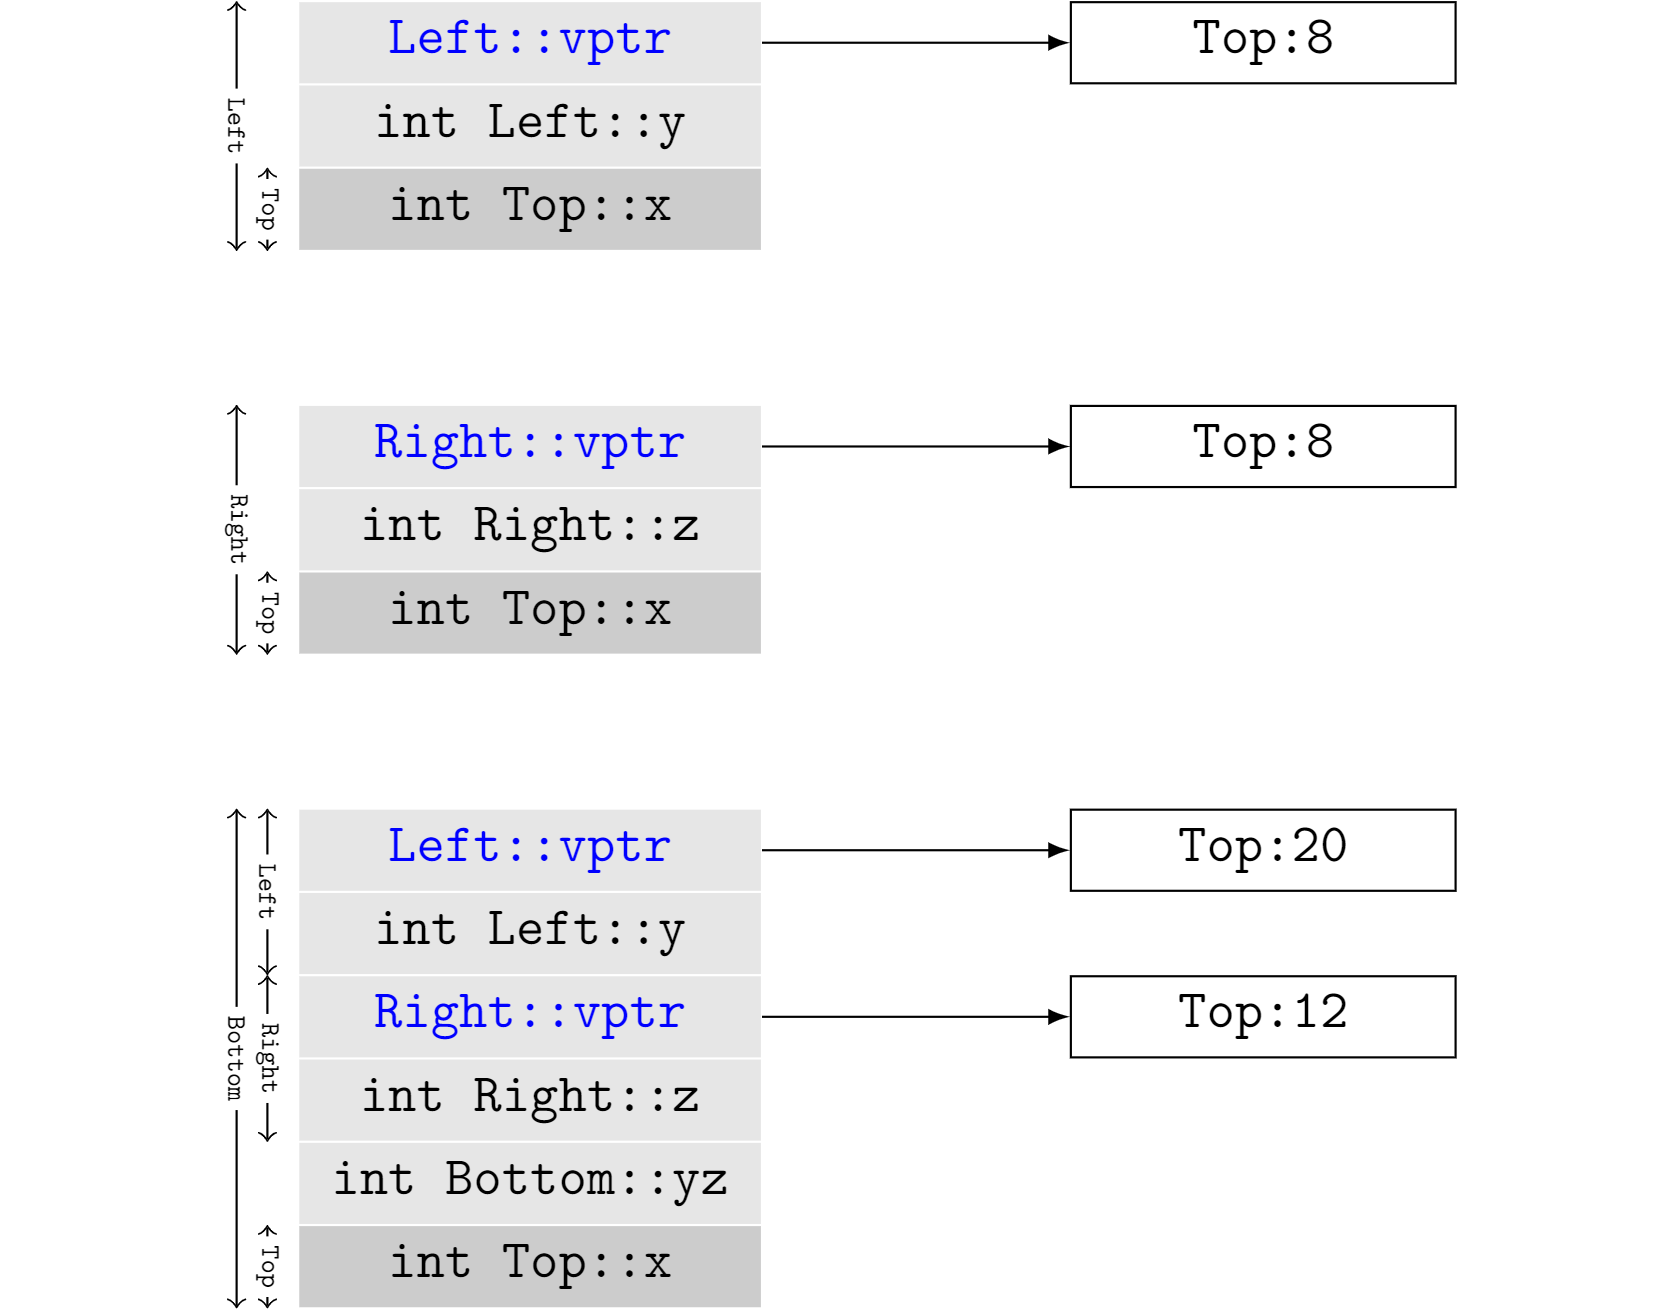 Left::vptr
Top:8
int Left::y
int Top::x
Left
Top
Right::vptr
Top:8
int Right::z
int Top::x
Right
Top
Left::vptr
Top:20
int Left::y
Right::vptr
Top:12
int Right::z
int Bottom::yz
int Top::x
Bottom
Left
Right
Top